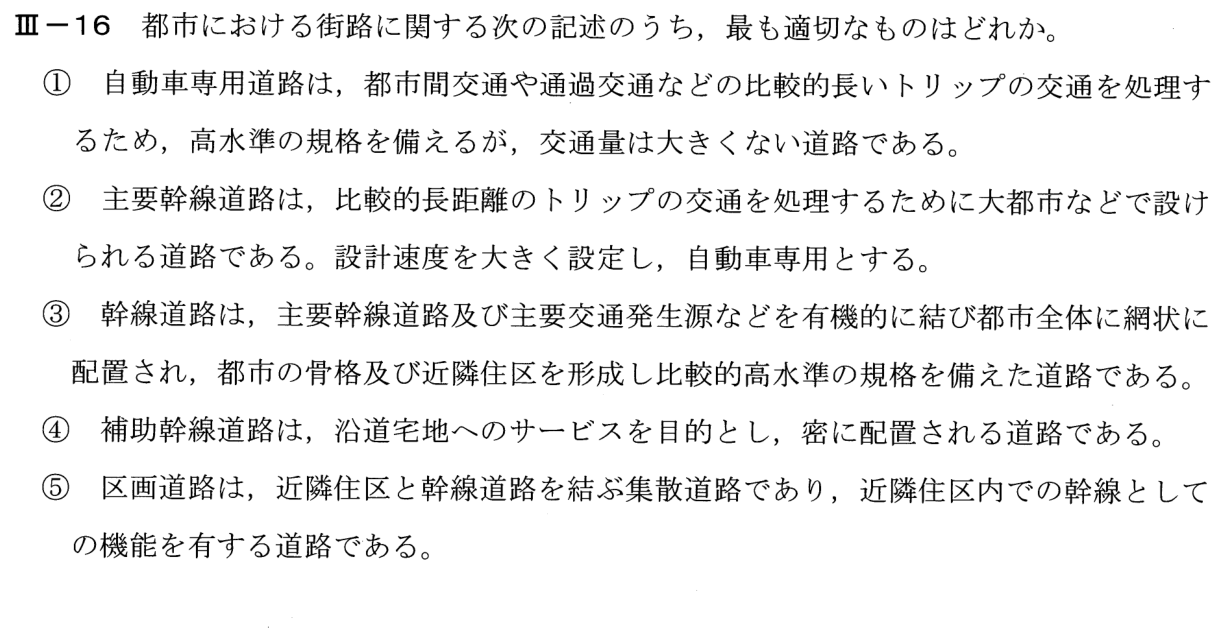 Ⅲ－16　都市における街路に関する次の記述のうち，最も適切なものはどれか。
①　自動車専用道路は，都市間交通や通過交通などの比較的長いトリップの交通を処理す
るため，高水準の規格を備えるが，交通量は大きくない道路である。
②　主要幹線道路は，比較的長距離のトリップの交通を処理するために大都市などで設け
られる道路である。設計速度を大きく設定し，自動車専用とする。
③　幹線道路は，主要幹線道路及び主要交通発生源などを有機的に結び都市全体に網状に
配置され，都市の骨格及び近隣住区を形成し比較的高水準の規格を備えた道路である。
④　補助幹線道路は，沿道宅地へのサービスを目的とし，密に配置される道路である。
⑤　区画道路は，近隣住区と幹線道路を結ぶ集散道路であり，近隣住区内での幹線として
の機能を有する道路である。